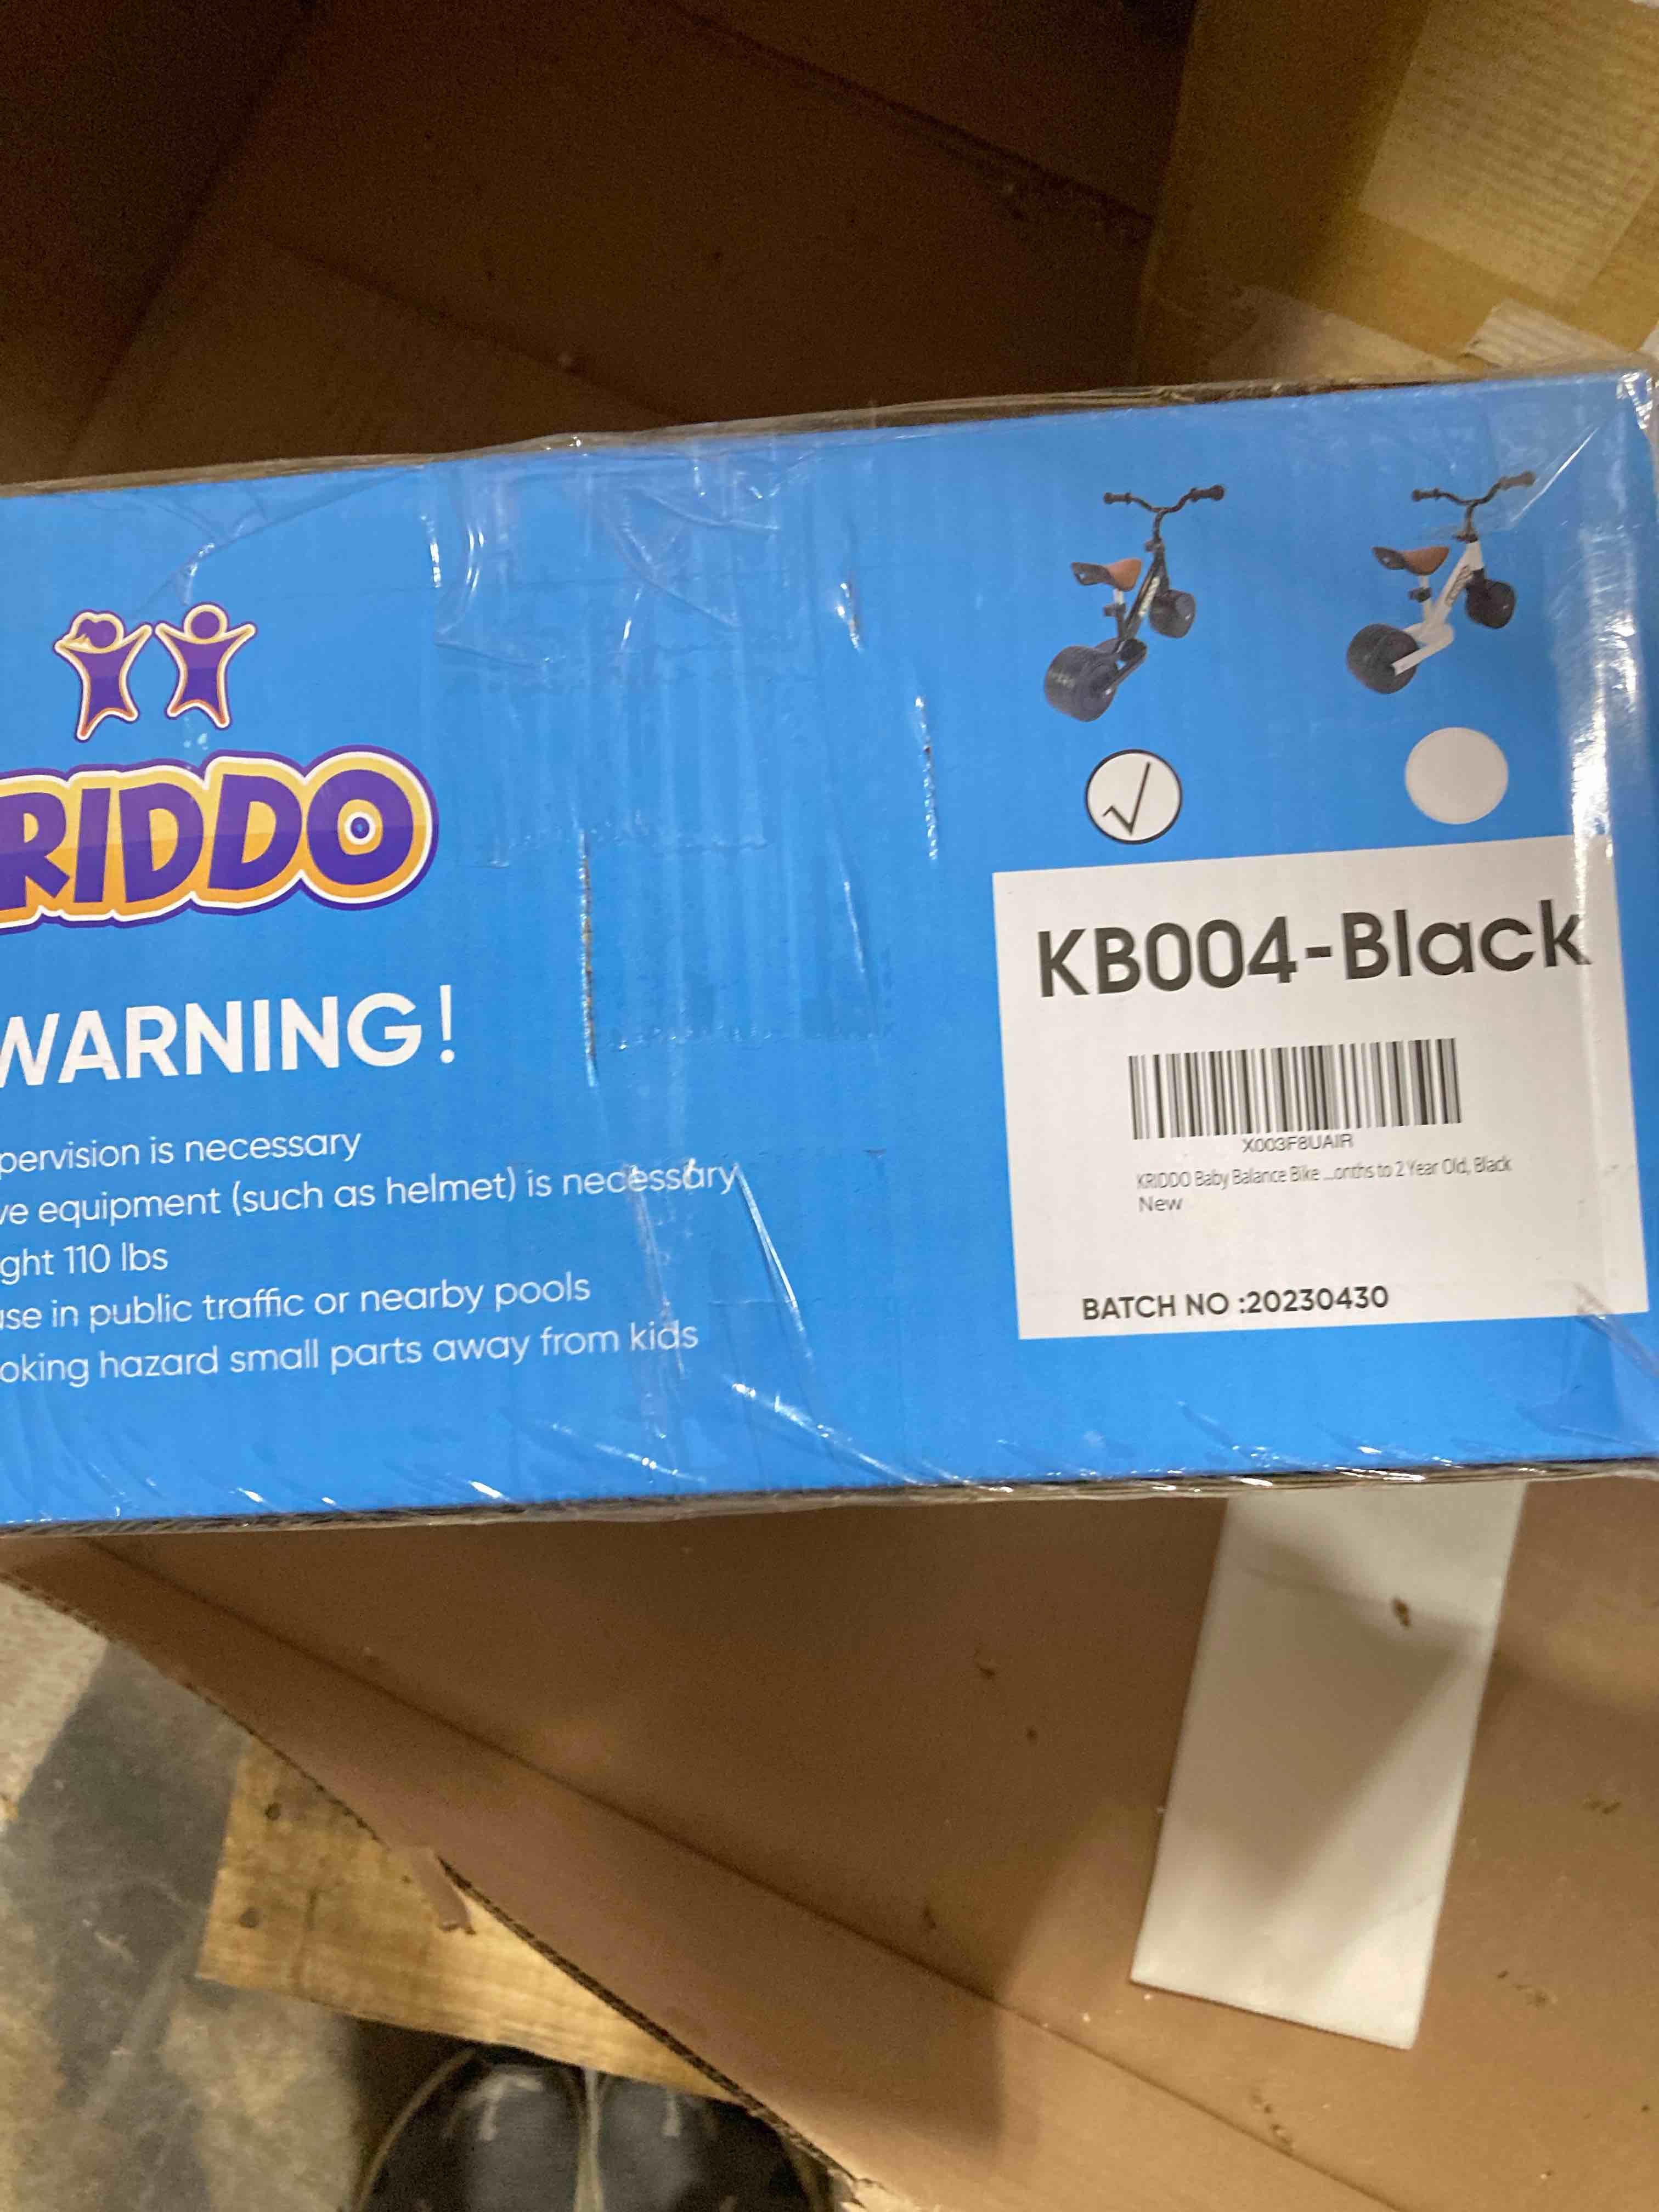 RIDDO
WARNING!
pervision is necessary
ve equipment (such as helmet) is necessary
ght 110 lbs
use in public traffic or nearby pools
oking hazard small parts away from kids
KB004-Black
X003F8UAIR
KRIDDO Baby Balance Bike ...onths to 2 Year Old, Black
New
BATCH NO :20230430